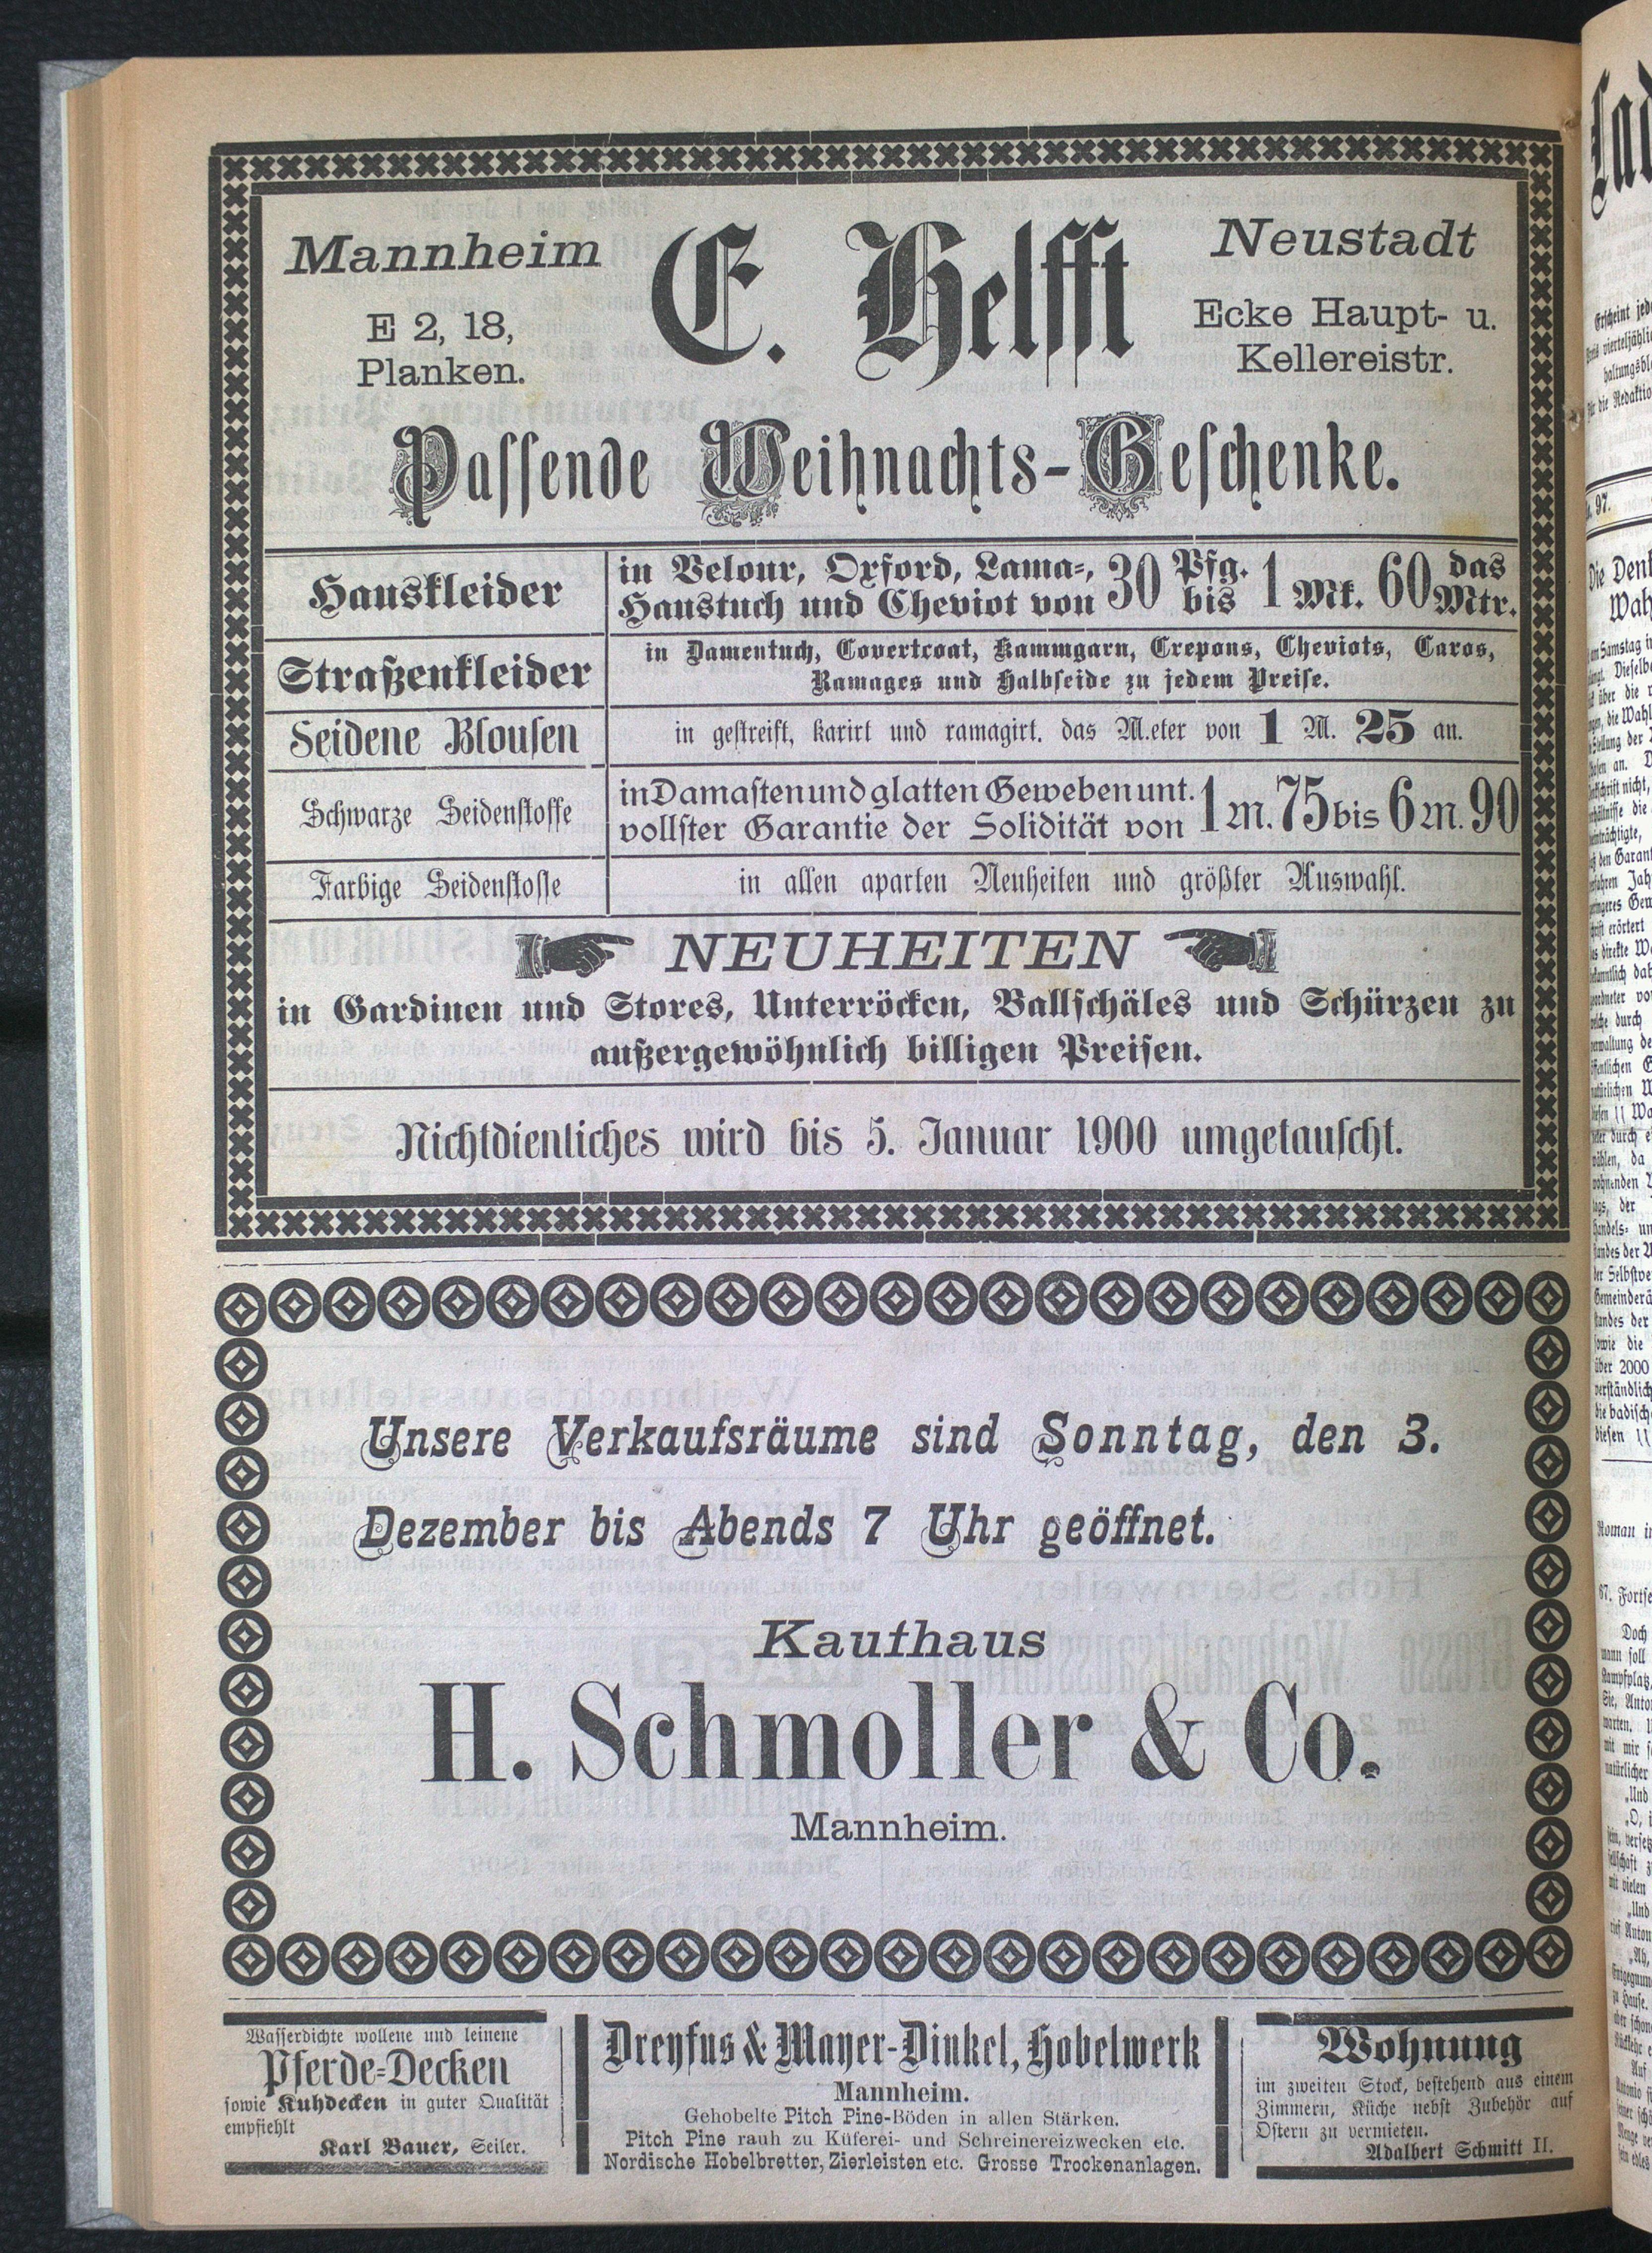 Mannheim
E 2, 18,
Planken.
E. Helfft
Neustadt
Ecke Haupt- u.
Kellereistr.
Passende Weihnachts-Geschenke.
Hauskleider
in Velour, Oxford, Lama-,
Haustuch und Cheviot von 30 Pfg. bis 1 Mk. 60 das Mtr.
Straßenkleider
in Damentuch, Covertcoat, Kammgarn, Crepons, Cheviots, Caros,
Ramages und Halbseide zu jedem Preise.
Seidene Blousen
in gestreift, karirt und ramagirt. das M.eter von 1 M. 25 an.
Schwarze Seidenstoffe
in Damasten und glatten Geweben unt.
vollster Garantie der Solidität von 1 m. 75 bis 6 m. 90
Farbige Seidenstoffe
in allen aparten Neuheiten und größter Auswahl.
NEUHEITEN
in Gardinen und Stores, Unterröcken, Ballschäles und Schürzen zu
außergewöhnlich billigen Preisen.
Nichtdienliches wird bis 5. Januar 1900 umgetauscht.
Unsere Verkaufsräume sind Sonntag, den 3.
Dezember bis Abends 7 Uhr geöffnet.
Kaufhaus
H. Schmoller & Co.
Mannheim.
Wasserdichte wollene und leinene
Pferde-Decken
sowie Kuhdecken in guter Qualität
empfiehlt
Karl Bauer, Seiler.
Dreyfus & Mayer-Dinkel, Hobelwerk
Mannheim.
Gehobelte Pitch Pine-Böden in allen Stärken.
Pitch Pine rauh zu Küferei- und Schreinereizwecken etc.
Nordische Hobelbretter, Zierleisten etc. Grosse Trockenanlagen.
Wohnung
im zweiten Stock, bestehend aus einem
Zimmern, Küche nebst Zubehör auf
Ostern zu vermieten.
Adalbert Schmitt II.